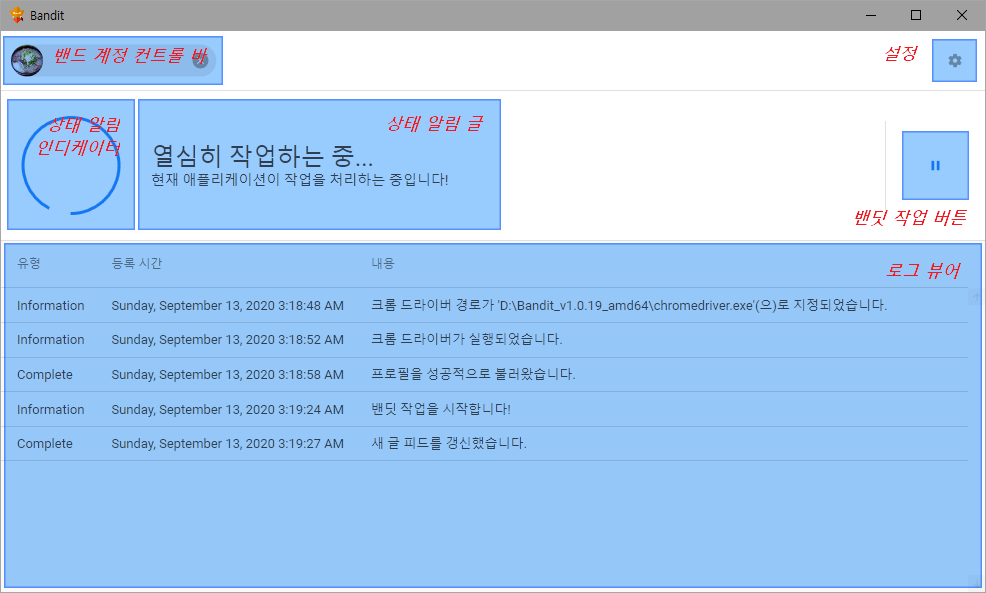 Bandit
밴드 계정 컨트롤 바
설정
상태 알림
인디케이터
상태 알림 글
열심히 작업하는 중...
현재 애플리케이션이 작업을 처리하는 중입니다!
밴딧 작업 버튼
로그 뷰어
유형 등록 시간 내용
Information Sunday, September 13, 2020 3:18:48 AM 크롬 드라이버 경로가 'D:\Bandit_v1.0.19_amd64\chromedriver.exe'(으)로 지정되었습니다.
Information Sunday, September 13, 2020 3:18:52 AM 크롬 드라이버가 실행되었습니다.
Complete Sunday, September 13, 2020 3:18:58 AM 프로필을 성공적으로 불러왔습니다.
Information Sunday, September 13, 2020 3:19:24 AM 밴딧 작업을 시작합니다!
Complete Sunday, September 13, 2020 3:19:27 AM 새 글 피드를 갱신했습니다.